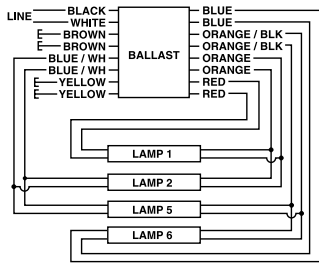 LINE
BLACK
WHITE
BROWN
BROWN
BLUE / WH
BLUE / WH
YELLOW
YELLOW
BALLAST
BLUE
BLUE
ORANGE / BLK
ORANGE / BLK
ORANGE
ORANGE
RED
RED
LAMP 1
LAMP 2
LAMP 5
LAMP 6